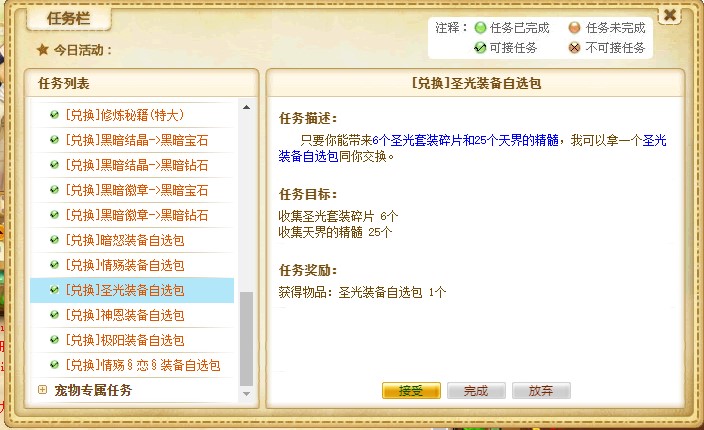 任务栏
注释：
任务已完成
任务未完成
可接任务
不可接任务
★ 今日活动：
任务列表
[兑换]修炼秘籍(特大)
[兑换]黑暗结晶->黑暗宝石
[兑换]黑暗结晶->黑暗钻石
[兑换]黑暗徽章->黑暗宝石
[兑换]黑暗徽章->黑暗钻石
[兑换]暗怒装备自选包
[兑换]情殇装备自选包
[兑换]圣光装备自选包
[兑换]神恩装备自选包
[兑换]极阳装备自选包
[兑换]情殇§恋§装备自选包
宠物专属任务
[兑换]圣光装备自选包
任务描述：
只要你能带来6个圣光套装碎片和25个天界的精髓，我可以拿一个圣光
装备自选包同你交换。
任务目标：
收集圣光套装碎片 6个
收集天界的精髓 25个
任务奖励：
获得物品：圣光装备自选包 1个
接受
完成
放弃